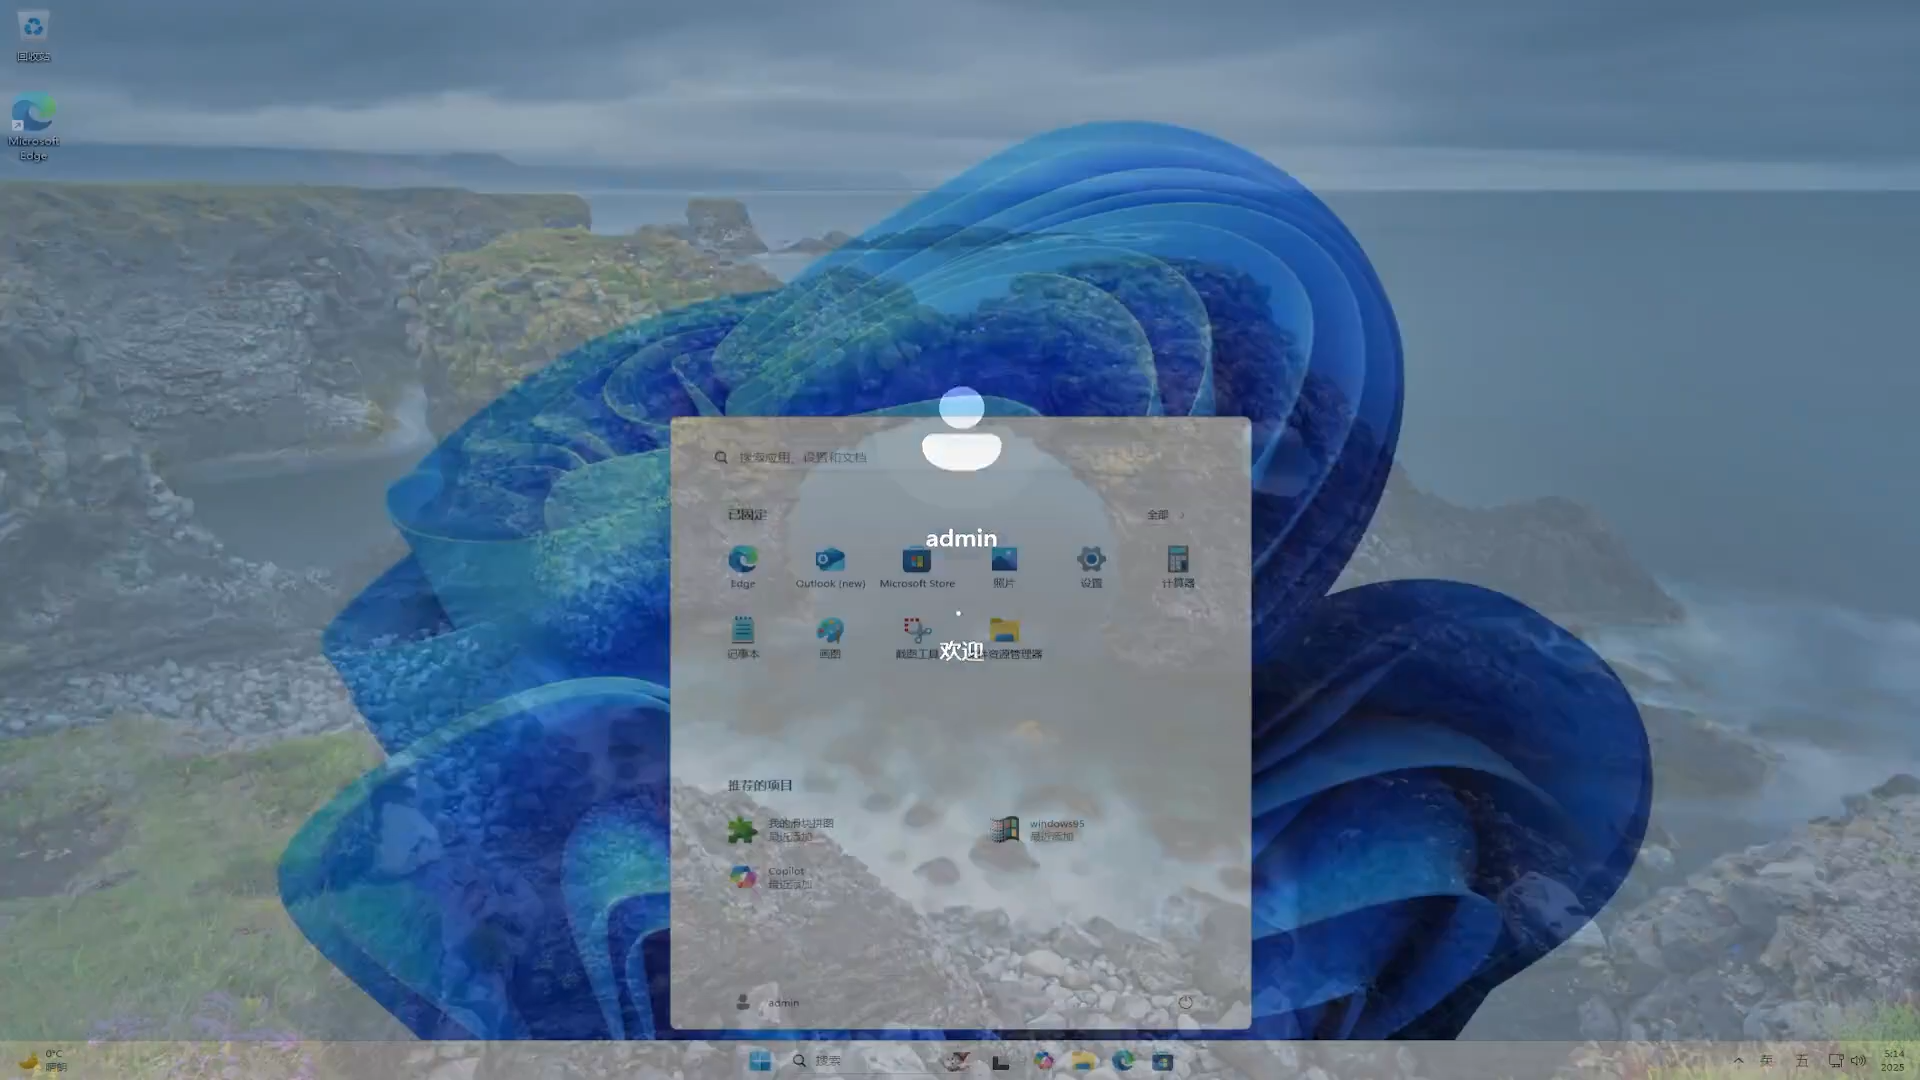 回收站
Microsoft
Edge
搜索应用、设置和文档
已固定
全部
admin
Edge
Outlook (new)
Microsoft Store
照片
设置
计算器
欢迎
记事本
画图
截图工具
件资源管理器
推荐的项目
我的滑块拼图
最近添加
windows95
最近添加
Copilot
最近添加
admin
0°C
晴朗
搜索
英
五
5:14
2025